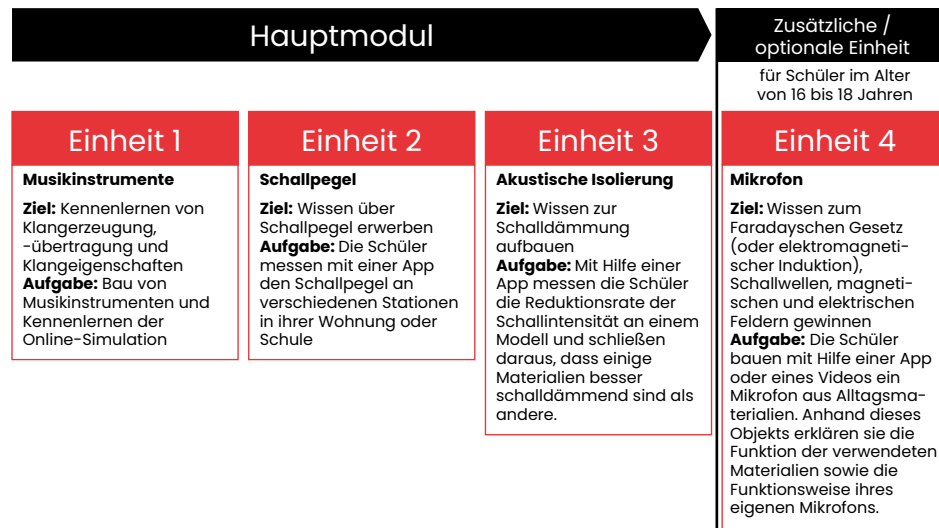 Hauptmodul
Zusätzliche /
optionale Einheit
für Schüler im Alter
von 16 bis 18 Jahren
Einheit 1
Musikinstrumente
Ziel: Kennenlernen von
Klangerzeugung,
-übertragung und
Klangeigenschaften
Aufgabe: Bau von
Musikinstrumenten und
Kennenlernen der
Online-Simulation
Einheit 2
Schallpegel
Ziel: Wissen über
Schallpegel erwerben
Aufgabe: Die Schüler
messen mit einer App
den Schallpegel an
verschiedenen Stationen
in ihrer Wohnung oder
Schule
Einheit 3
Akustische Isolierung
Ziel: Wissen zur
Schalldämmung
aufbauen
Aufgabe: Mit Hilfe einer
App messen die Schüler
die Reduktionsrate der
Schallintensität an einem
Modell und schließen
daraus, dass einige
Materialien besser
schalldämmend sind als
andere.
Einheit 4
Mikrofon
Ziel: Wissen zum
Faradayschen Gesetz
(oder elektromagneti-
scher Induktion),
Schallwellen, magneti-
schen und elektrischen
Feldern gewinnen
Aufgabe: Die Schüler
bauen mit Hilfe einer App
oder eines Videos ein
Mikrofon aus Alltagsma-
terialien. Anhand dieses
Objekts erklären sie die
Funktion der verwendeten
Materialien sowie die
Funktionsweise ihres
eigenen Mikrofons.